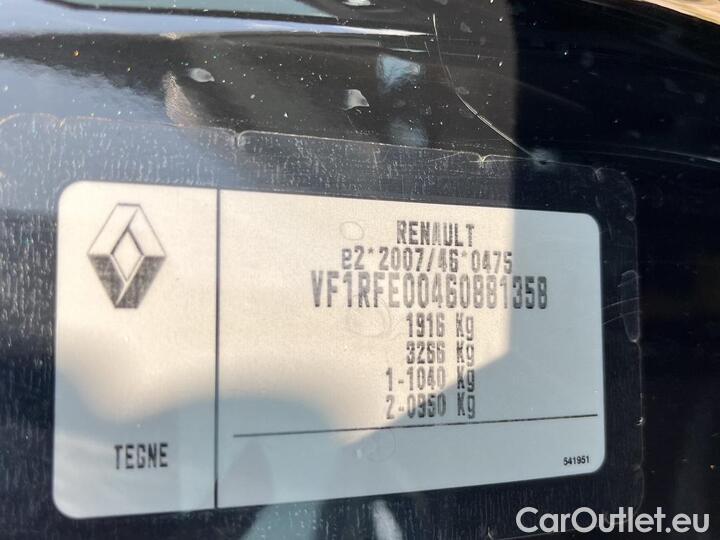 RENAULT
e2*2007/46*0475
VF1RFE00460881358
1916 Kg
3266 Kg
1-1040 Kg
2-0950 Kg
TEGNE
541951
CarOutlet.eu